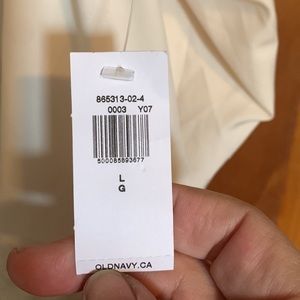 865313-02-4
0003 Y07
500085893677
L
G
OLDNAVY.CA